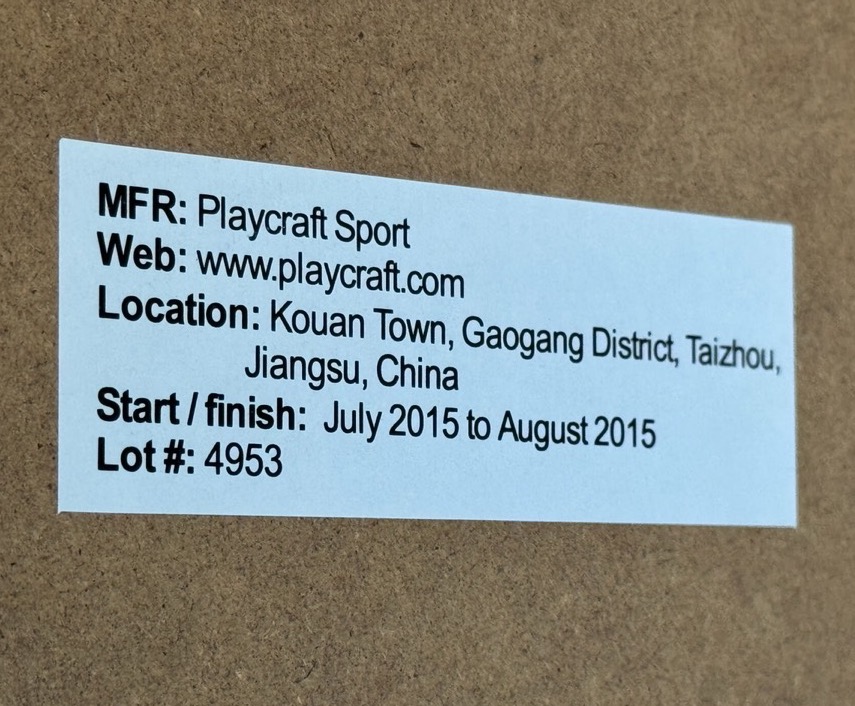 MFR: Playcraft Sport
Web: www.playcraft.com
Location: Kouan Town, Gaogang District, Taizhou,
Jiangsu, China
Start / finish: July 2015 to August 2015
Lot #: 4953